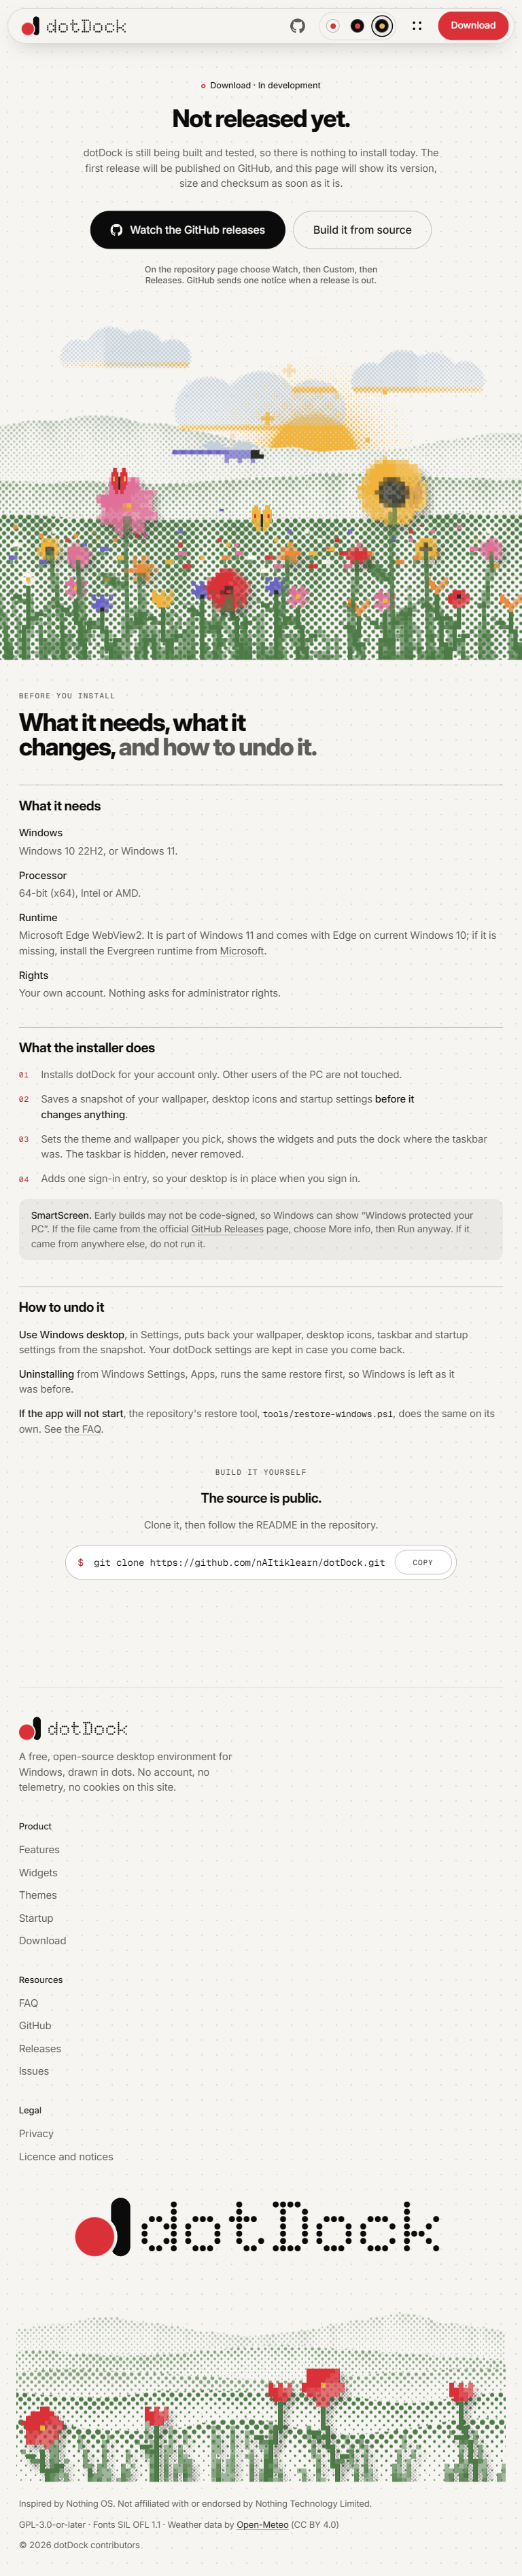 dotDock
Download
Download · In development
Not released yet.
dotDock is still being built and tested, so there is nothing to install today. The
first release will be published on GitHub, and this page will show its version,
size and checksum as soon as it is.
Watch the GitHub releases
Build it from source
On the repository page choose Watch, then Custom, then
Releases. GitHub sends one notice when a release is out.
BEFORE YOU INSTALL
What it needs, what it
changes, and how to undo it.
What it needs
Windows
Windows 10 22H2, or Windows 11.
Processor
64-bit (x64), Intel or AMD.
Runtime
Microsoft Edge WebView2. It is part of Windows 11 and comes with Edge on current Windows 10; if it is
missing, install the Evergreen runtime from Microsoft.
Rights
Your own account. Nothing asks for administrator rights.
What the installer does
01 Installs dotDock for your account only. Other users of the PC are not touched.
02 Saves a snapshot of your wallpaper, desktop icons and startup settings before it
changes anything.
03 Sets the theme and wallpaper you pick, shows the widgets and puts the dock where the taskbar
was. The taskbar is hidden, never removed.
04 Adds one sign-in entry, so your desktop is in place when you sign in.
SmartScreen. Early builds may not be code-signed, so Windows can show “Windows protected your
PC”. If the file came from the official GitHub Releases page, choose More info, then Run anyway. If it
came from anywhere else, do not run it.
How to undo it
Use Windows desktop, in Settings, puts back your wallpaper, desktop icons, taskbar and startup
settings from the snapshot. Your dotDock settings are kept in case you come back.
Uninstalling from Windows Settings, Apps, runs the same restore first, so Windows is left as it
was before.
If the app will not start, the repository's restore tool, tools/restore-windows.ps1, does the same on its
own. See the FAQ.
BUILD IT YOURSELF
The source is public.
Clone it, then follow the README in the repository.
$ git clone https://github.com/nAItiklearn/dotDock.git COPY
dotDock
A free, open-source desktop environment for
Windows, drawn in dots. No account, no
telemetry, no cookies on this site.
Product
Features
Widgets
Themes
Startup
Download
Resources
FAQ
GitHub
Releases
Issues
Legal
Privacy
Licence and notices
dotDock
Inspired by Nothing OS. Not affiliated with or endorsed by Nothing Technology Limited.
GPL-3.0-or-later · Fonts SIL OFL 1.1 · Weather data by Open-Meteo (CC BY 4.0)
© 2026 dotDock contributors